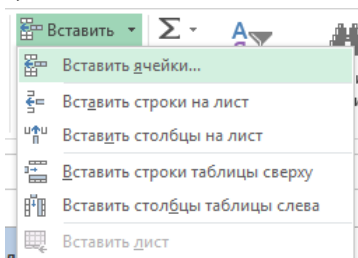 Вставить
Вставить ячейки...
Вставить строки на лист
Вставить столбцы на лист
Вставить строки таблицы сверху
Вставить столбцы таблицы слева
Вставить лист